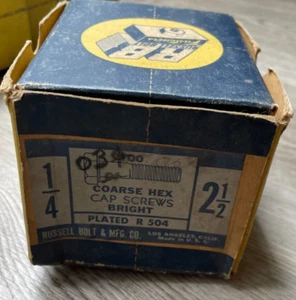 1/4
COARSE HEX
CAP SCREWS
BRIGHT
PLATED R 504
2 1/2
RUSSELL BOLT & MFG. CO.
LOS ANGELES, CALIF.
Made in U. S. A.